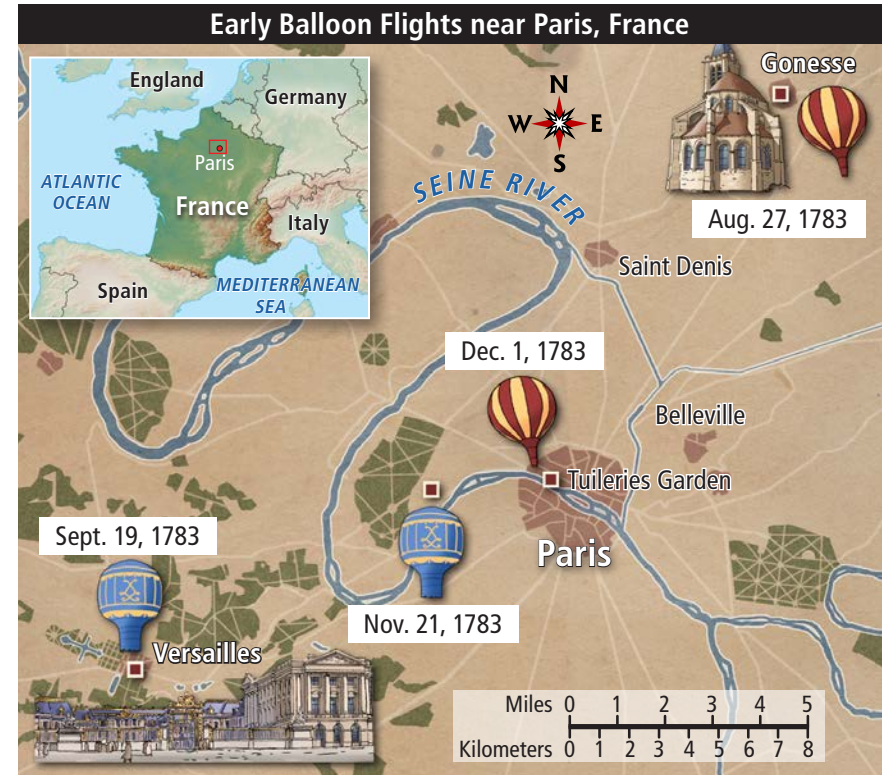 Early Balloon Flights near Paris, France
England
Germany
Paris
ATLANTIC
OCEAN
France
Italy
Spain
MEDITERRANEAN
SEA
N
W E
S
SEINE RIVER
Gonesse
Aug. 27, 1783
Saint Denis
Dec. 1, 1783
Belleville
Tuileries Garden
Paris
Sept. 19, 1783
Nov. 21, 1783
Versailles
Miles 0 1 2 3 4 5
Kilometers 0 1 2 3 4 5 6 7 8